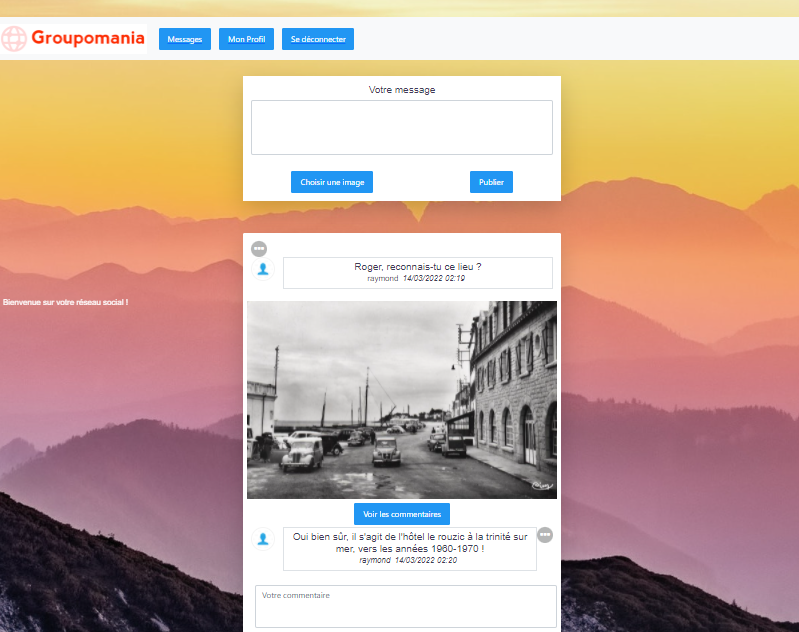 Groupomania
Messages
Mon Profil
Se déconnecter
Votre message
Choisir une image
Publier
Roger, reconnais-tu ce lieu ?
raymond 14/03/2022 02:19
Bienvenue sur votre réseau social !
Voir les commentaires
Oui bien sûr, il s'agit de l'hôtel le rouzic à la trinité sur
mer, vers les années 1960-1970 !
raymond 14/03/2022 02:20
Votre commentaire